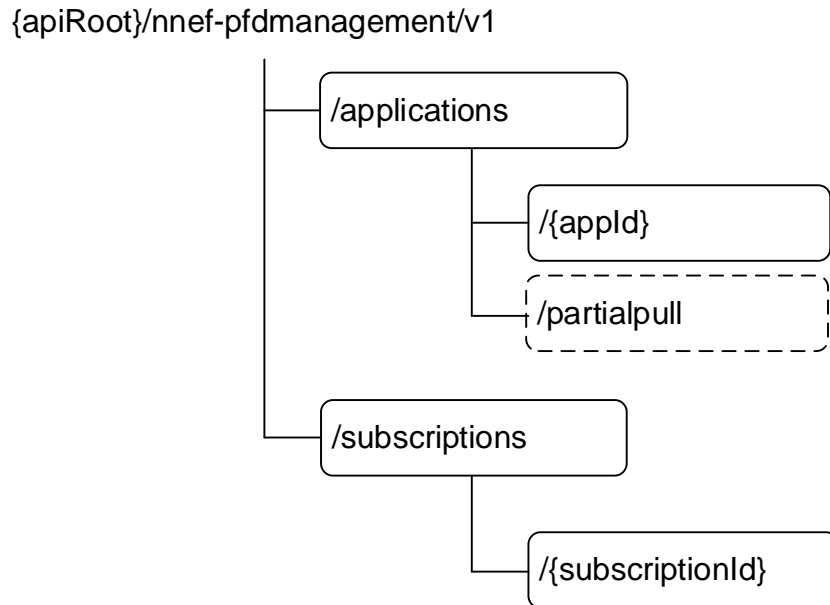 {apiRoot}/nnef-pfdmanagement/v1
/applications
/{appId}
/partialpull
/subscriptions
/{subscriptionId}